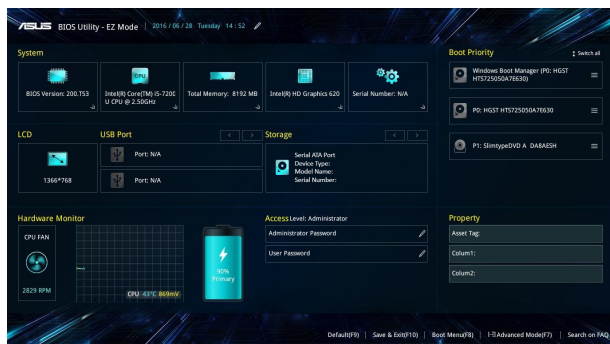 ASUS BIOS Utility - EZ Mode 2016 / 06 / 28 Tuesday 14 : 52
System
BIOS Version: 200.T53
Intel(R) Core(TM) i5-7200
U CPU @ 2.50GHz
Total Memory: 8192 MB
Intel(R) HD Graphics 620
Serial Number: N/A
Boot Priority
Switch all
Windows Boot Manager (P0: HGST
HTS725050A7E630)
P0: HGST HTS725050A7E630
P1: SlimtypeDVD A DA8AESH
LCD
1366*768
USB Port
Port: N/A
Port: N/A
Storage
Serial ATA Port
Device Type:
Model Name:
Serial Number:
Hardware Monitor
CPU FAN
2829 RPM
CPU 43°C 869mV
90%
Primary
Access Level: Administrator
Administrator Password
User Password
Property
Asset Tag:
Colum1:
Colum2:
Default(F9) | Save & Exit(F10) | Boot Menu(F8) | Advanced Mode(F7) | Search on FAQ